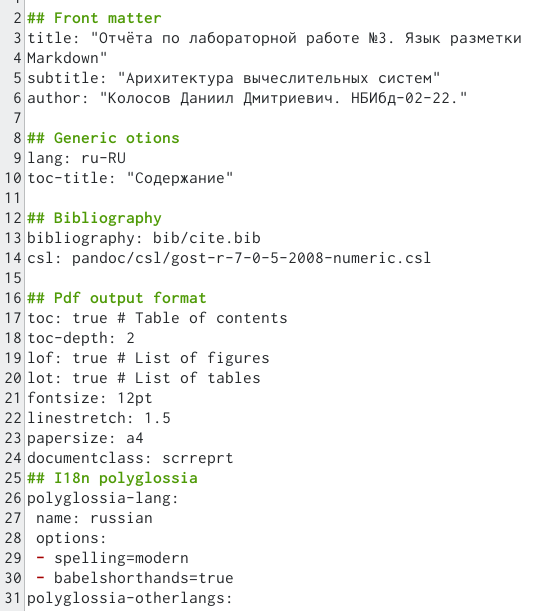 1
2 ## Front matter
3 title: "Отчёта по лабораторной работе №3. Язык разметки
4 Markdown"
5 subtitle: "Арихитектура вычеслительных систем"
6 author: "Колосов Даниил Дмитриевич. НБИбд-02-22."
7
8 ## Generic otions
9 lang: ru-RU
10 toc-title: "Содержание"
11
12 ## Bibliography
13 bibliography: bib/cite.bib
14 csl: pandoc/csl/gost-r-7-0-5-2008-numeric.csl
15
16 ## Pdf output format
17 toc: true # Table of contents
18 toc-depth: 2
19 lof: true # List of figures
20 lot: true # List of tables
21 fontsize: 12pt
22 linestretch: 1.5
23 papersize: a4
24 documentclass: scrreprt
25 ## I18n polyglossia
26 polyglossia-lang:
27  name: russian
28  options:
29  - spelling=modern
30  - babelshorthands=true
31 polyglossia-otherlangs: